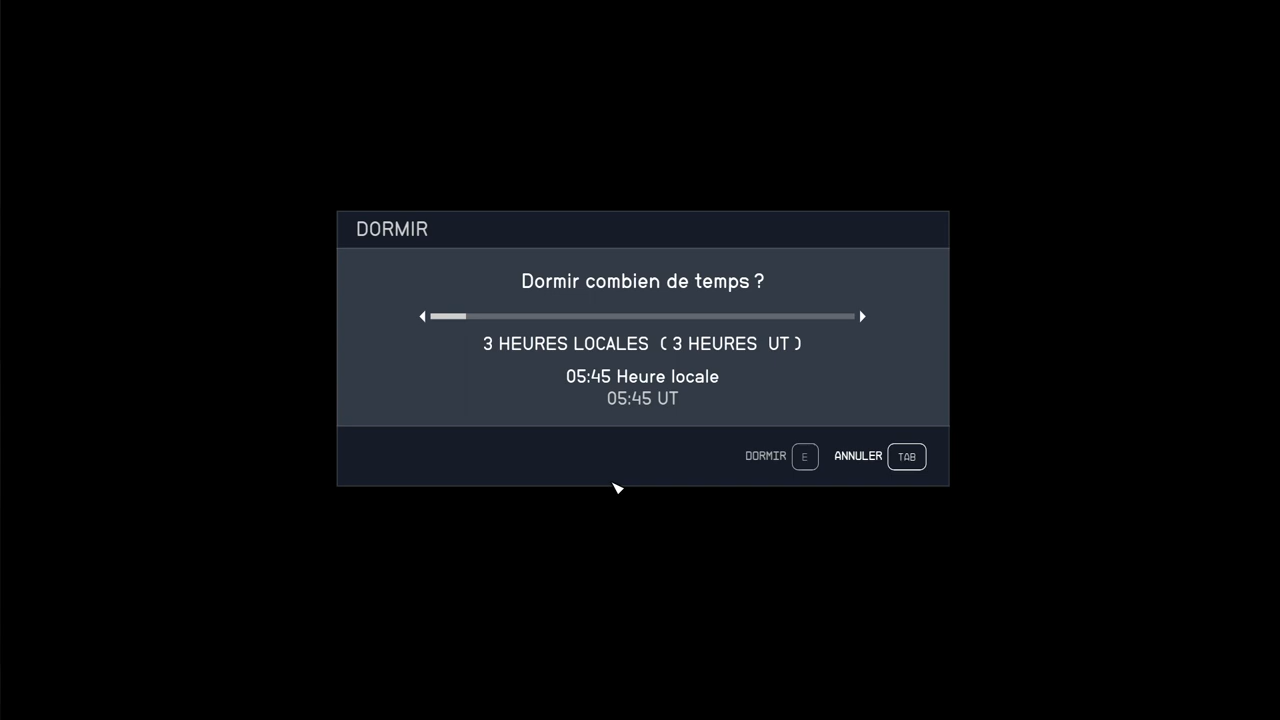 DORMIR
Dormir combien de temps ?
3 HEURES LOCALES ( 3 HEURES UT )
05:45 Heure locale
05:45 UT
DORMIR E ANNULER TAB